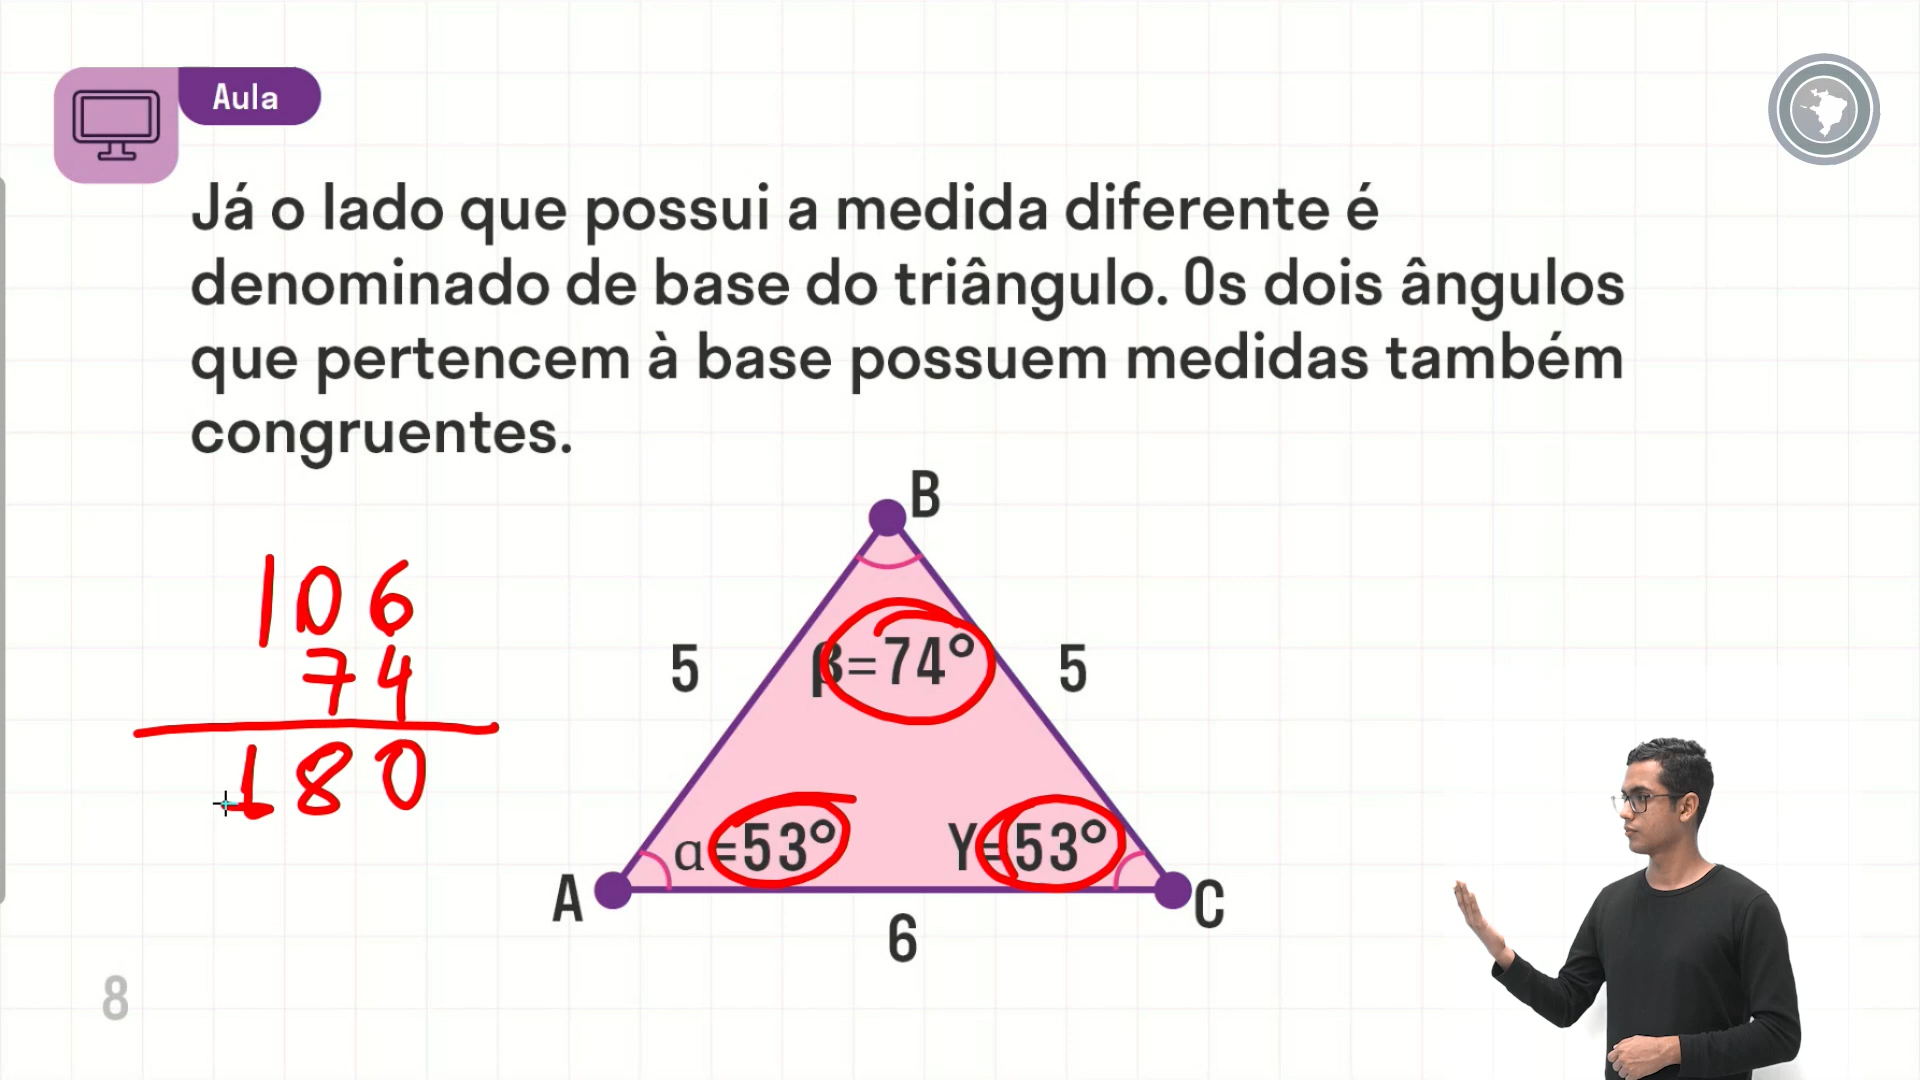 Aula
Já o lado que possui a medida diferente é
denominado de base do triângulo. Os dois ângulos
que pertencem à base possuem medidas também
congruentes.
B
106
74
180
5
β=74°
5
α=53°
γ=53°
A
C
6
8